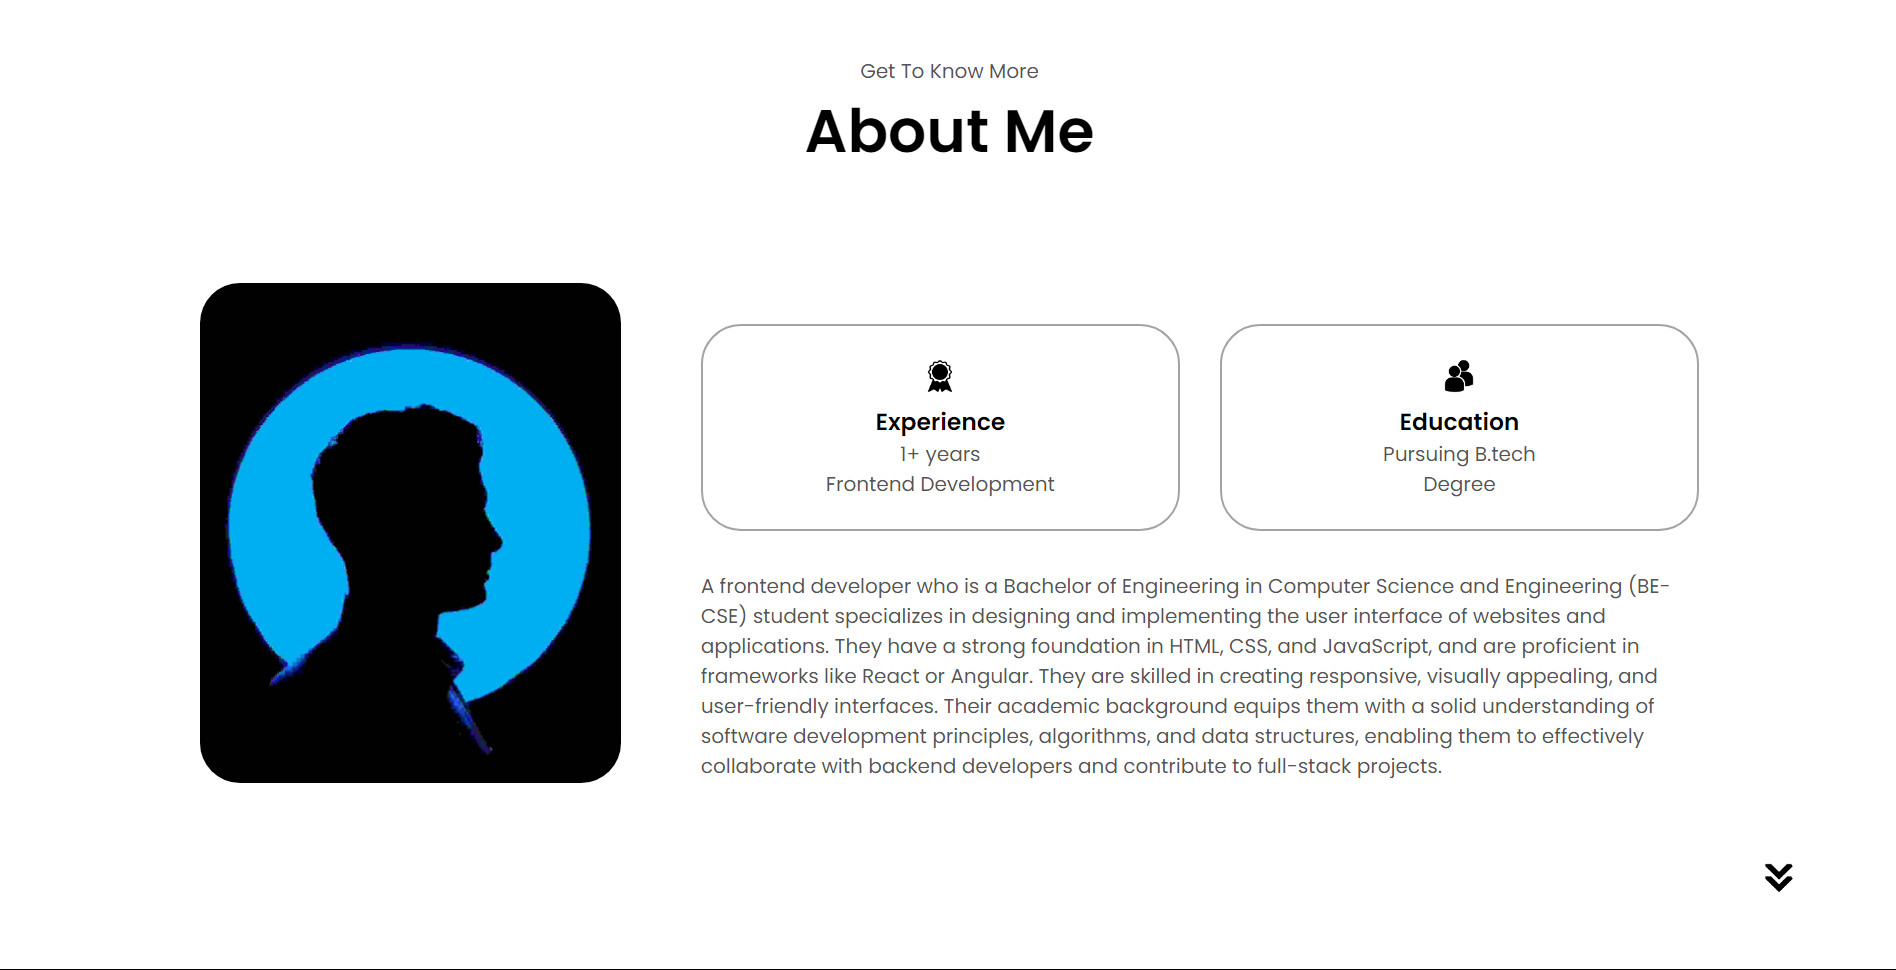 Get To Know More
About Me
Experience
1+ years
Frontend Development
Education
Pursuing B.tech
Degree
A frontend developer who is a Bachelor of Engineering in Computer Science and Engineering (BE-
CSE) student specializes in designing and implementing the user interface of websites and
applications. They have a strong foundation in HTML, CSS, and JavaScript, and are proficient in
frameworks like React or Angular. They are skilled in creating responsive, visually appealing, and
user-friendly interfaces. Their academic background equips them with a solid understanding of
software development principles, algorithms, and data structures, enabling them to effectively
collaborate with backend developers and contribute to full-stack projects.